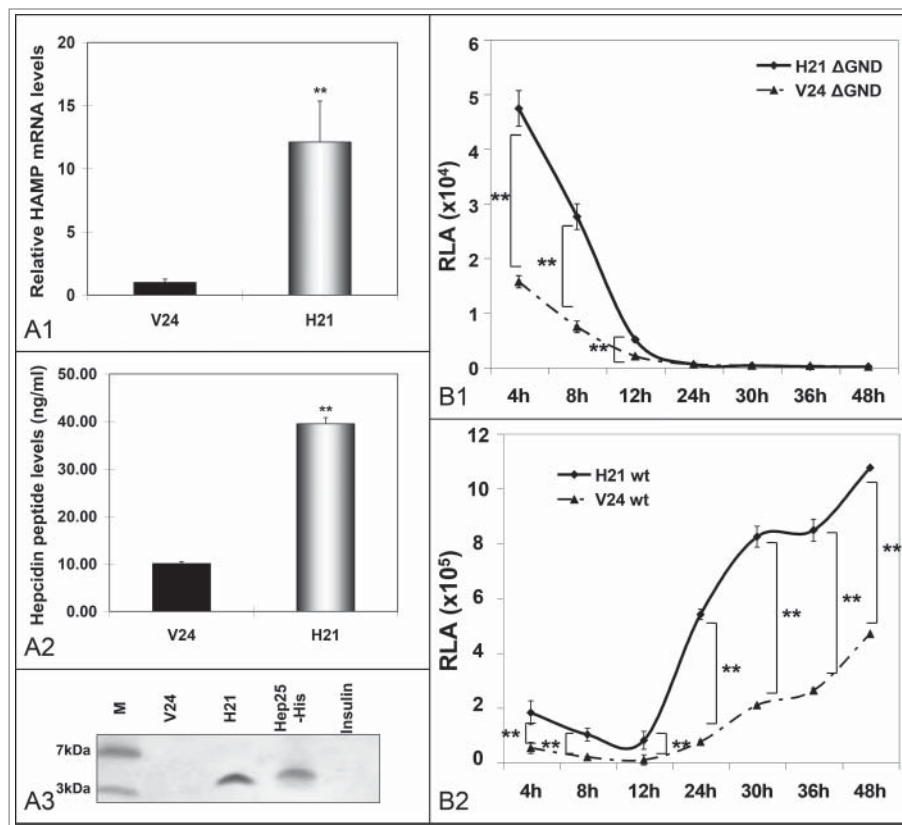 Relative HAMP mRNA levels
20
15
10
5
0
**
V24
H21
A1
Hepcidin peptide levels (ng/ml)
50.00
40.00
30.00
20.00
10.00
0.00
**
V24
H21
A2
M
V24
H21
Hep25
-His
Insulin
7kDa
3kDa
A3
RLA (x10⁴)
6
5
4
3
2
1
0
H21 ΔGND
V24 ΔGND
**
**
**
4h 8h 12h 24h 30h 36h 48h
B1
RLA (x10⁵)
12
10
8
6
4
2
0
H21 wt
V24 wt
**
**
**
**
**
**
**
4h 8h 12h 24h 30h 36h 48h
B2